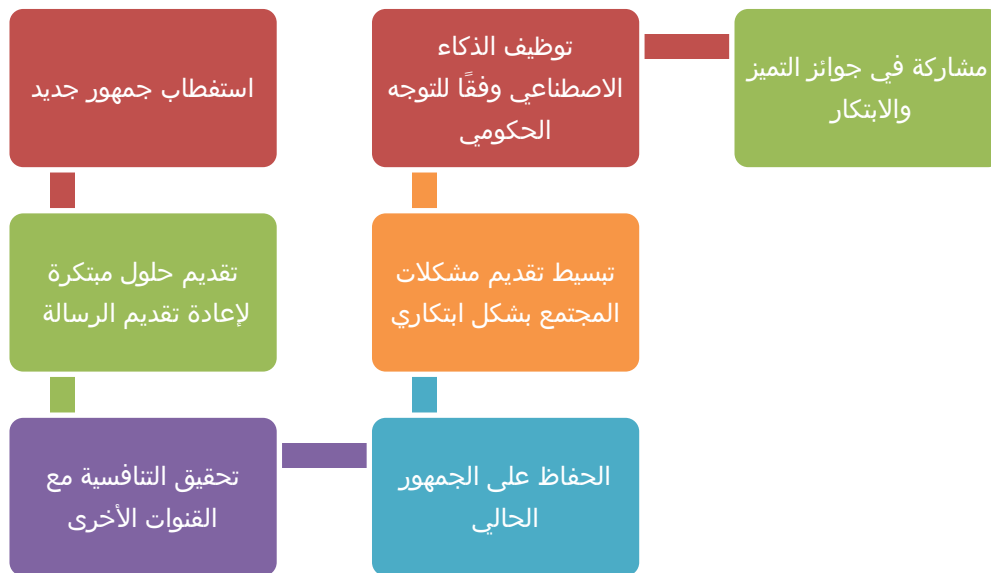 استفطاب جمهور جديد
تقديم حلول مبتكرة
لإعادة تقديم الرسالة
تحقيق التنافسية مع
القنوات الأخرى
الحفاظ على الجمهور
الحالي
تبسيط تقديم مشكلات
المجتمع بشكل ابتكاري
توظيف الذكاء
الاصطناعي وفقًا للتوجه
الحكومي
مشاركة في جوائز التميز
والابتكار